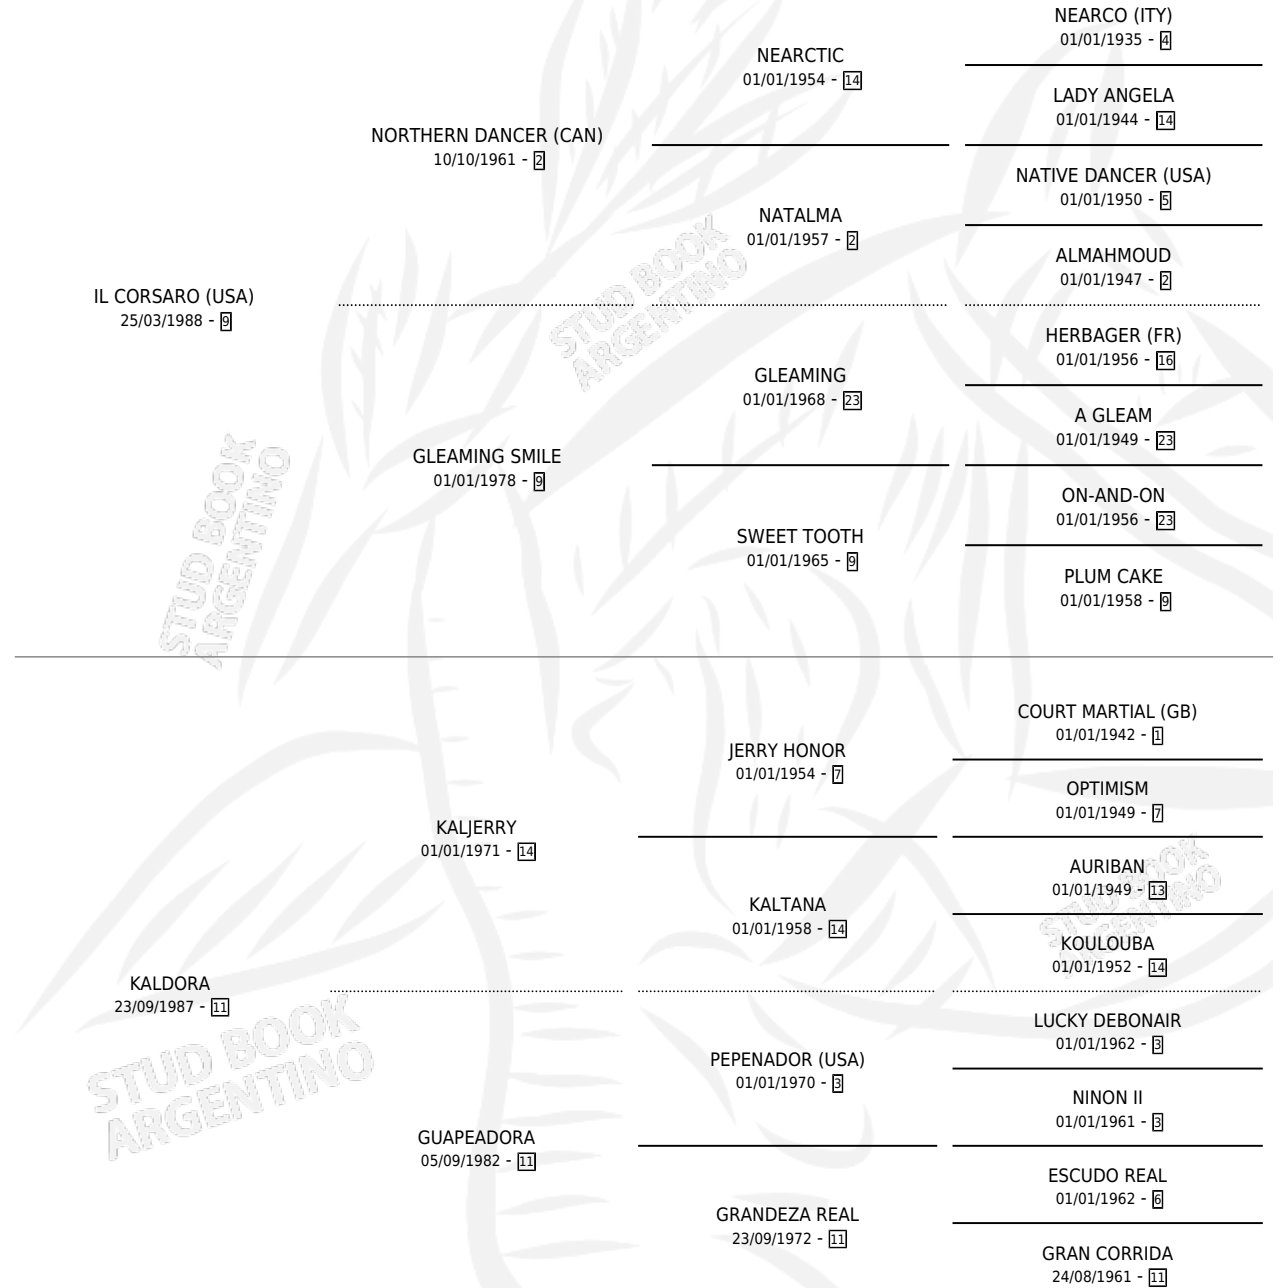 NEARCO (ITY)
01/01/1935 - 4
NEARCTIC
01/01/1954 - 14
LADY ANGELA
01/01/1944 - 14
NORTHERN DANCER (CAN)
10/10/1961 - 2
NATIVE DANCER (USA)
01/01/1950 - 5
NATALMA
01/01/1957 - 2
ALMAHMOUD
01/01/1947 - 2
IL CORSARO (USA)
25/03/1988 - 9
STUD BOOK
ARGENTINO
HERBAGER (FR)
01/01/1956 - 16
GLEAMING
01/01/1968 - 23
A GLEAM
01/01/1949 - 23
GLEAMING SMILE
01/01/1978 - 9
ON-AND-ON
01/01/1956 - 23
SWEET TOOTH
01/01/1965 - 9
PLUM CAKE
01/01/1958 - 9
STUD BOOK
ARGENTINO
COURT MARTIAL (GB)
01/01/1942 - 1
JERRY HONOR
01/01/1954 - 7
OPTIMISM
01/01/1949 - 7
KALJERRY
01/01/1971 - 14
AURIBAN
01/01/1949 - 13
KALTANA
01/01/1958 - 14
STUD BOOK
ARGENTINO
KOULOUBA
01/01/1952 - 14
KALDORA
23/09/1987 - 11
LUCKY DEBONAIR
01/01/1962 - 3
PEPENADOR (USA)
01/01/1970 - 3
STUD BOOK
ARGENTINO
NINON II
01/01/1961 - 3
GUAPEADORA
05/09/1982 - 11
ESCUDO REAL
01/01/1962 - 6
GRANDEZA REAL
23/09/1972 - 11
GRAN CORRIDA
24/08/1961 - 11